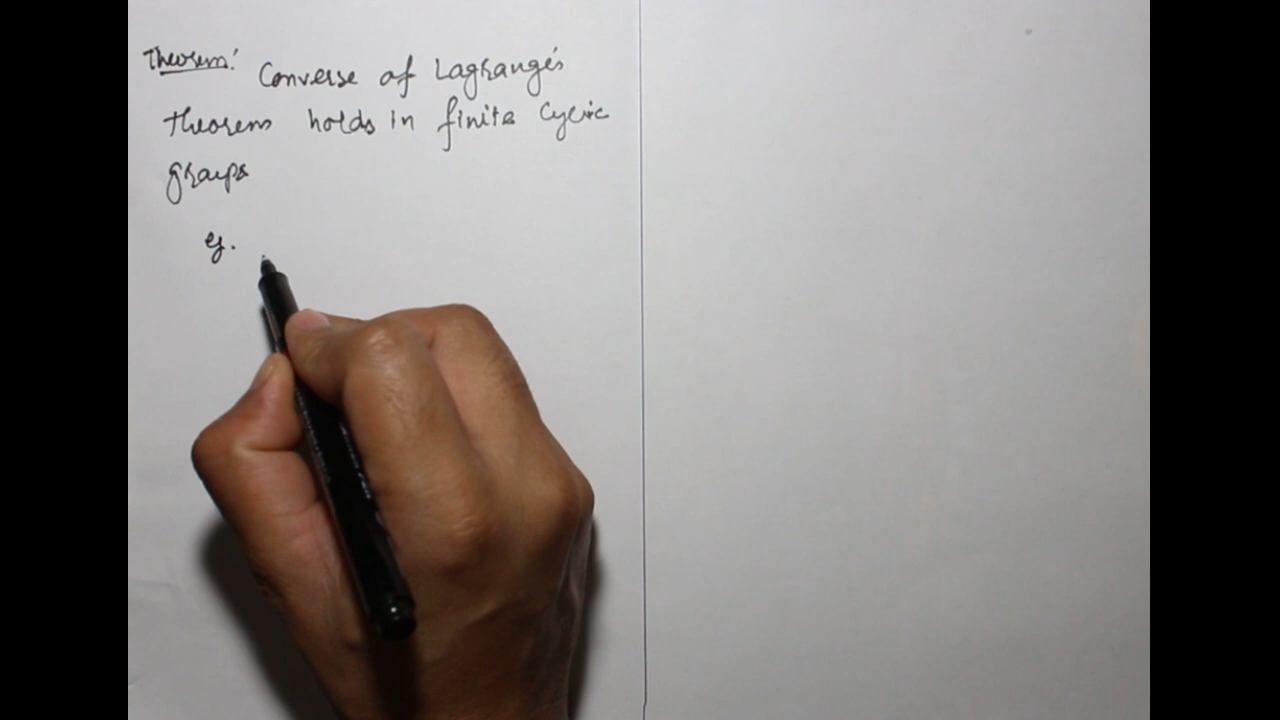 Theorem: Converse of Lagrange's
theorem holds in finite cyclic
groups
eg.